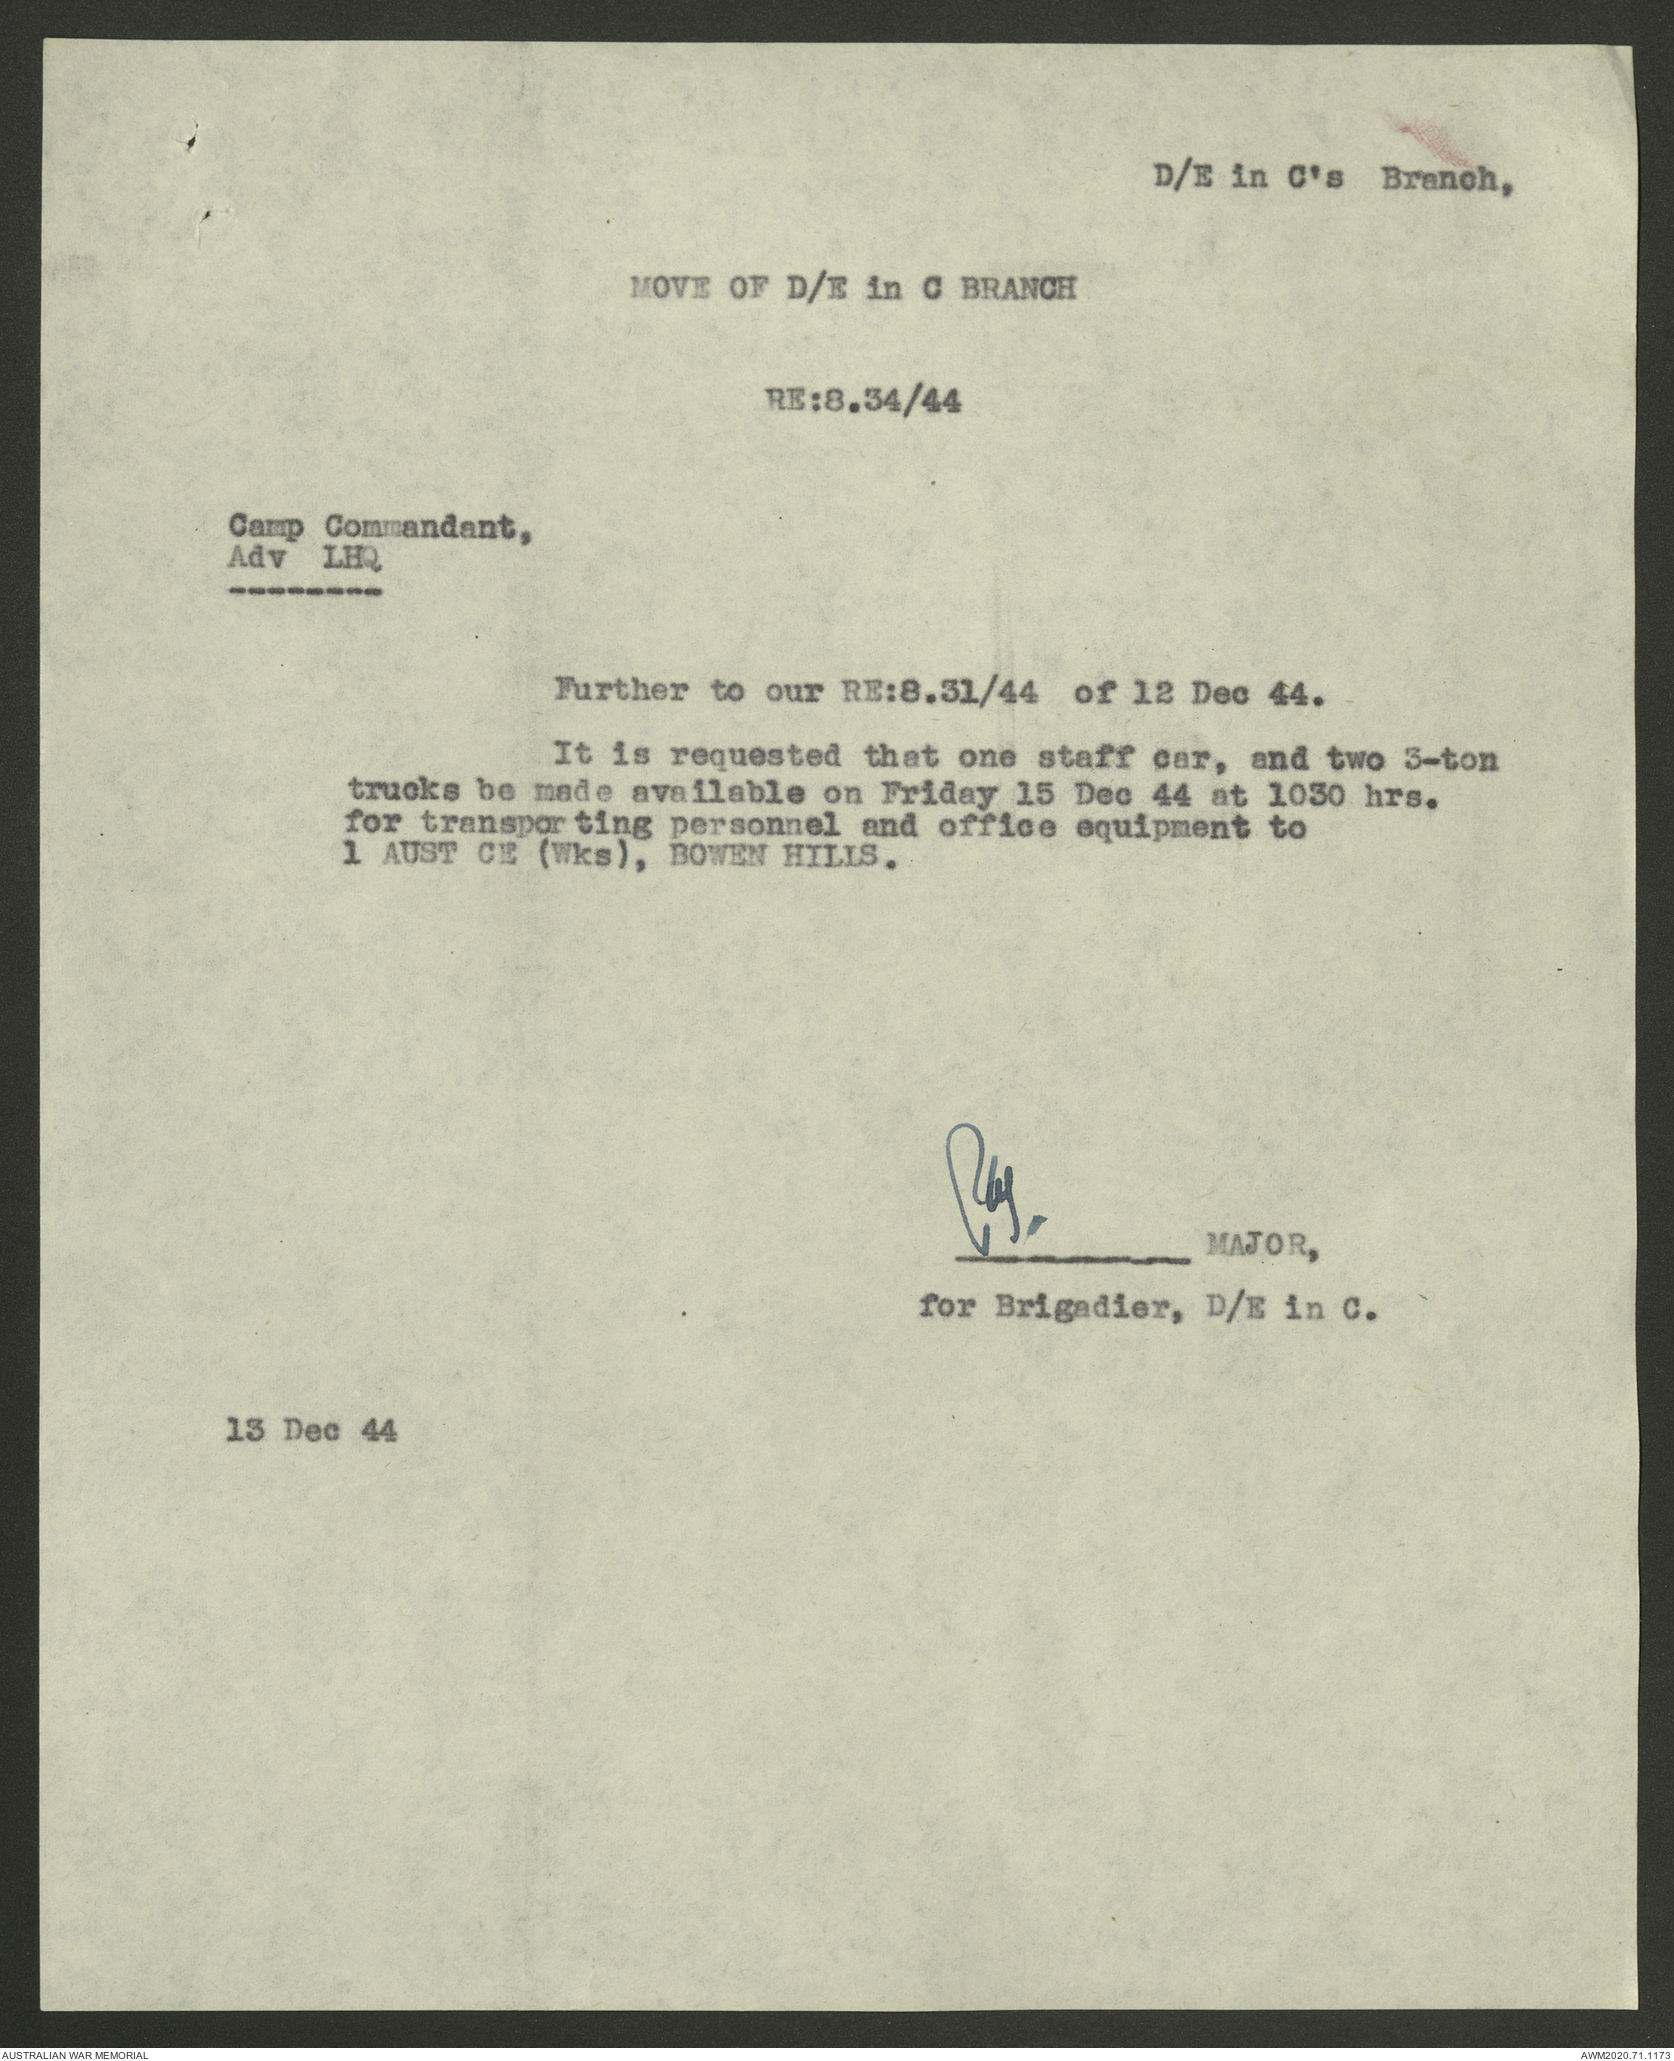 D/E in C's Branch,
MOVE OF D/E in C BRANCH
RE:8.34/44
Camp Commandant,
Adv LHQ
--------
Further to our RE:8.31/44 of 12 Dec 44.
It is requested that one staff car, and two 3-ton
trucks be made available on Friday 15 Dec 44 at 1030 hrs.
for transporting personnel and office equipment to
1 AUST CE (Wks), BOWEN HILLS.
MAJOR,
for Brigadier, D/E in C.
13 Dec 44
AUSTRALIAN WAR MEMORIAL
AWM2020.71.1173